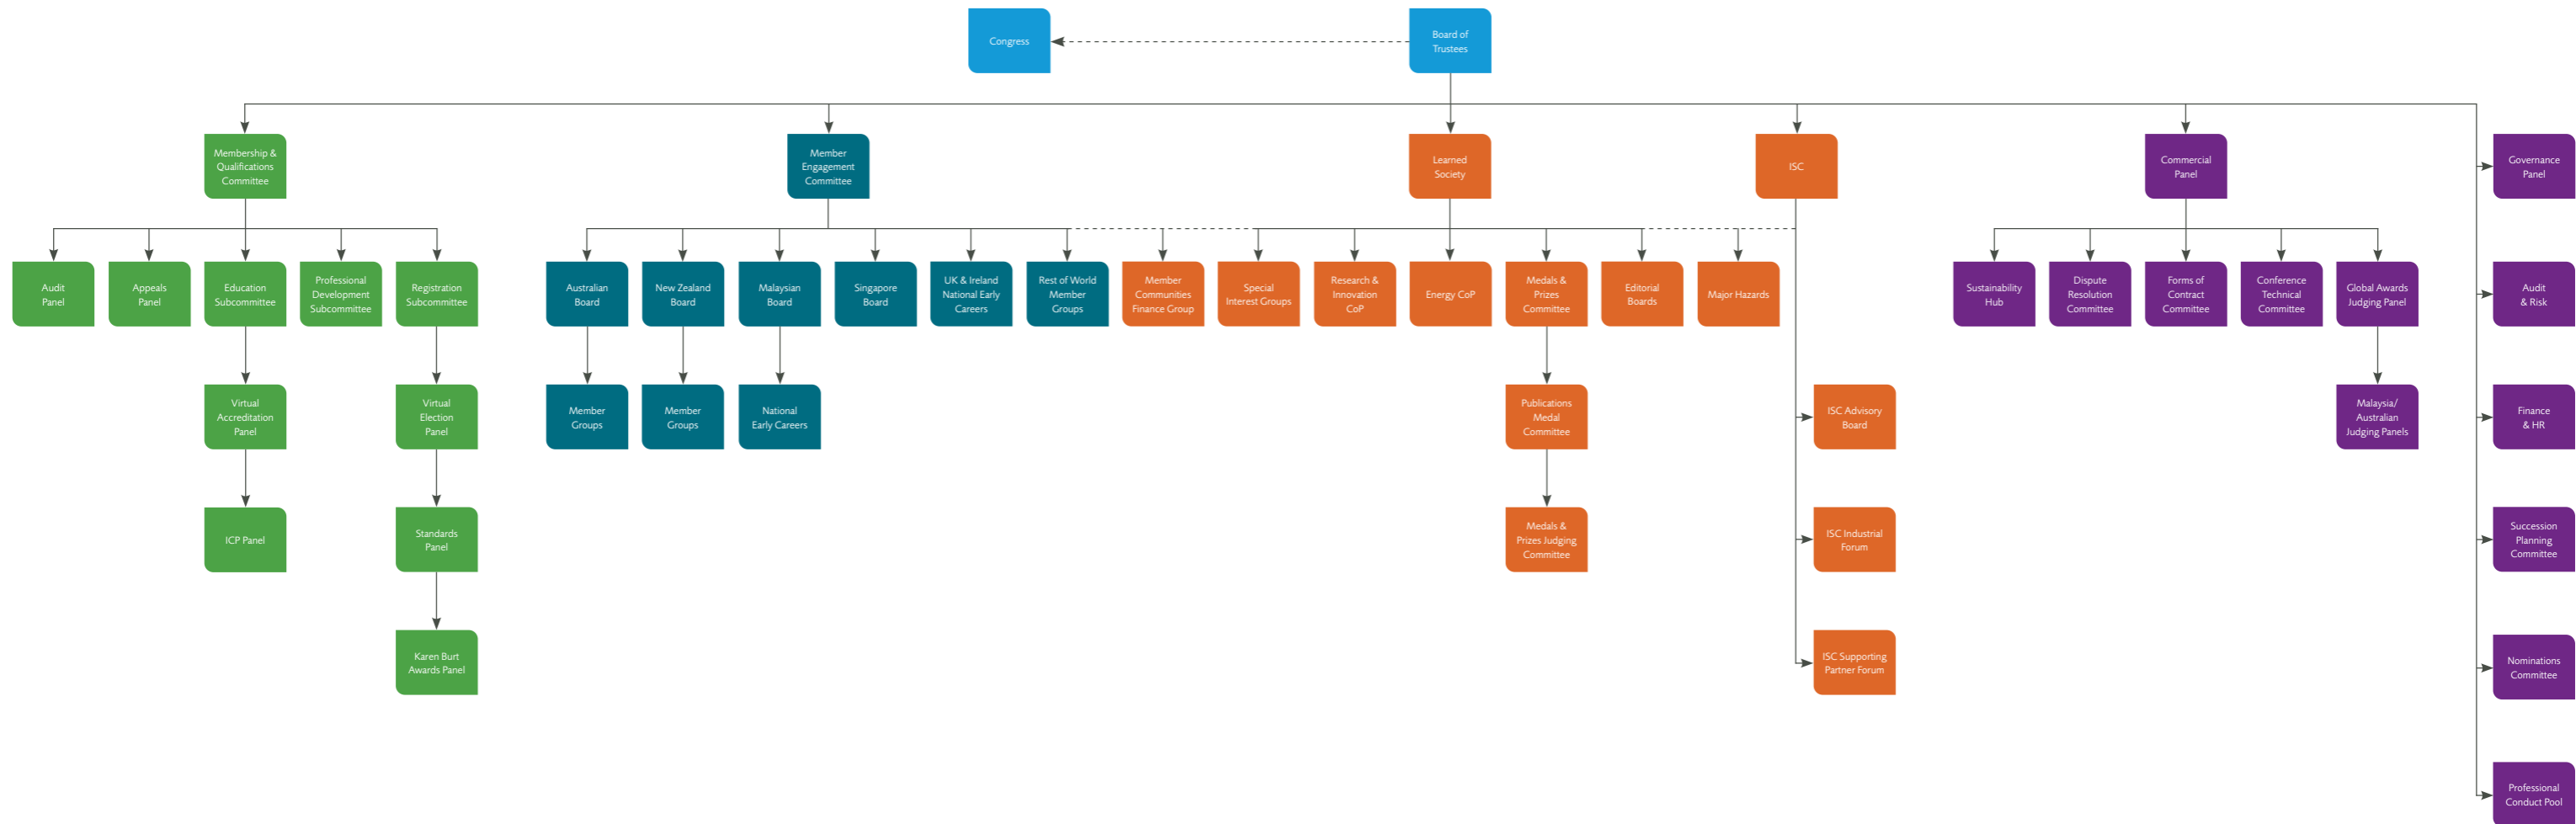 Congress
Board of
Trustees
Membership &
Qualifications
Committee
Member
Engagement
Committee
Learned
Society
ISC
Commercial
Panel
Governance
Panel
Audit
Panel
Appeals
Panel
Education
Subcommittee
Professional
Development
Subcommittee
Registration
Subcommittee
Australian
Board
New Zealand
Board
Malaysian
Board
Singapore
Board
UK & Ireland
National Early
Careers
Rest of World
Member
Groups
Member
Communities
Finance Group
Special
Interest Groups
Research &
Innovation
CoP
Energy CoP
Medals &
Prizes
Committee
Editorial
Boards
Major Hazards
Sustainability
Hub
Dispute
Resolution
Committee
Forms of
Contract
Committee
Conference
Technical
Committee
Global Awards
Judging Panel
Audit
& Risk
Virtual
Accreditation
Panel
Virtual
Election
Panel
Member
Groups
Member
Groups
National
Early Careers
Publications
Medal
Committee
ISC Advisory
Board
Malaysia/
Australian
Judging Panels
Finance
& HR
ICP Panel
Standards
Panel
Medals &
Prizes Judging
Committee
ISC Industrial
Forum
Succession
Planning
Committee
Karen Burt
Awards Panel
ISC Supporting
Partner Forum
Nominations
Committee
Professional
Conduct Pool